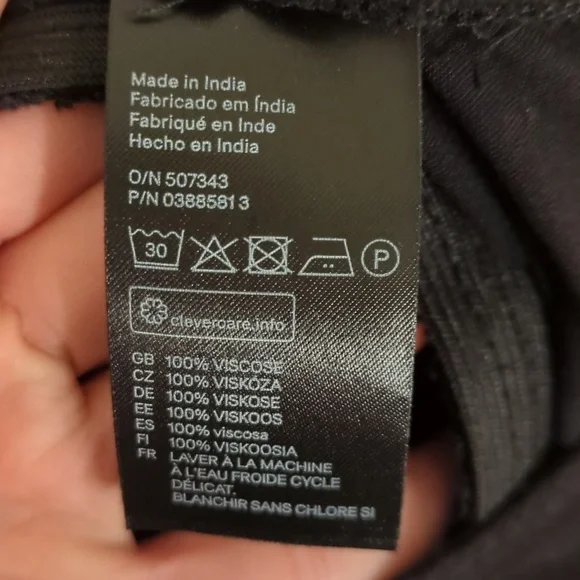 Made in India
Fabricado em Índia
Fabriqué en Inde
Hecho en India
O/N 507343
P/N 0388581 3
30 P
clevercare.info
GB 100% VISCOSE
CZ 100% VISKÓZA
DE 100% VISKOSE
EE 100% VISKOOS
ES 100% viscosa
FI 100% VISKOOSIA
FR LAVER À LA MACHINE
À L'EAU FROIDE CYCLE
DÉLICAT.
BLANCHIR SANS CHLORE SI